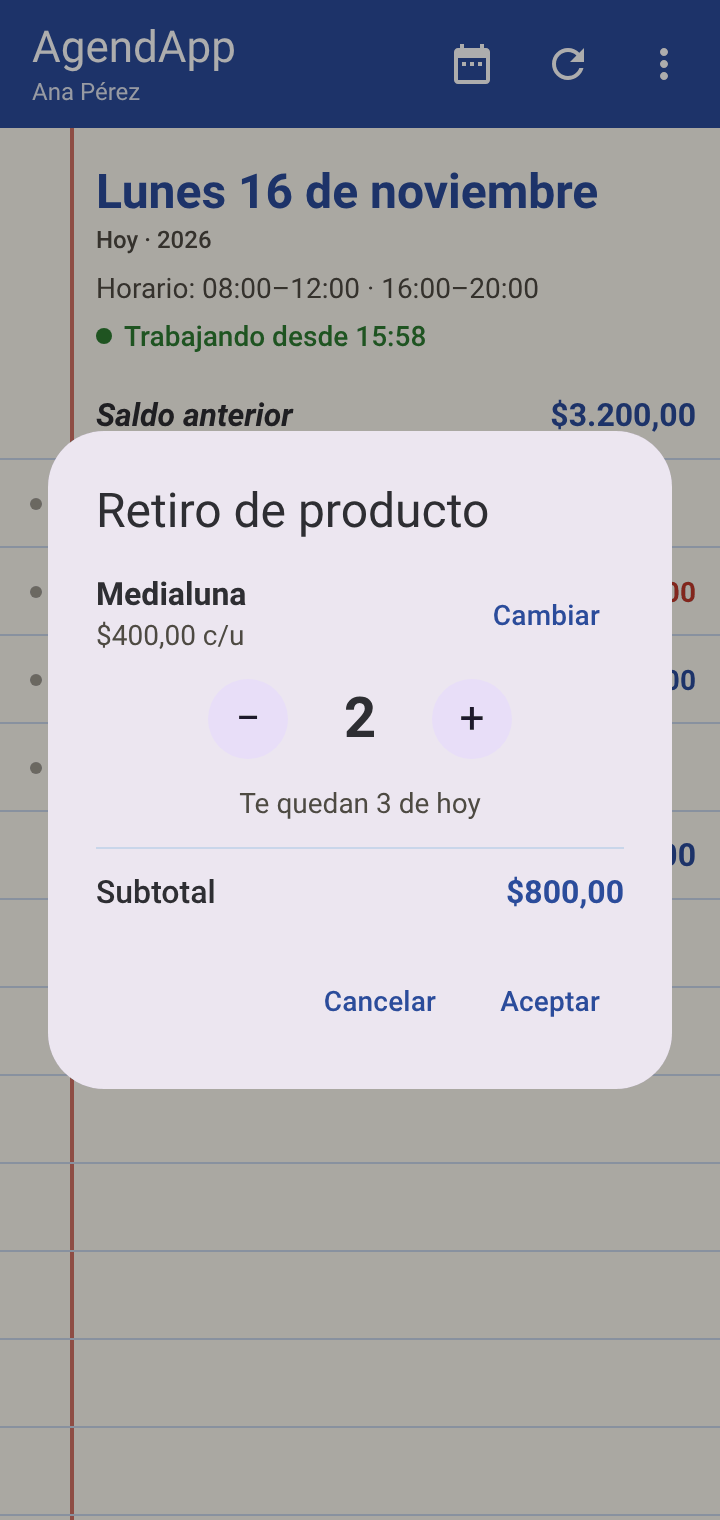 AgendApp
Ana Pérez
Lunes 16 de noviembre
Hoy · 2026
Horario: 08:00–12:00 · 16:00–20:00
Trabajando desde 15:58
Saldo anterior $3.200,00
Retiro de producto
Medialuna
$400,00 c/u
Cambiar
− 2 +
Te quedan 3 de hoy
Subtotal $800,00
Cancelar Aceptar